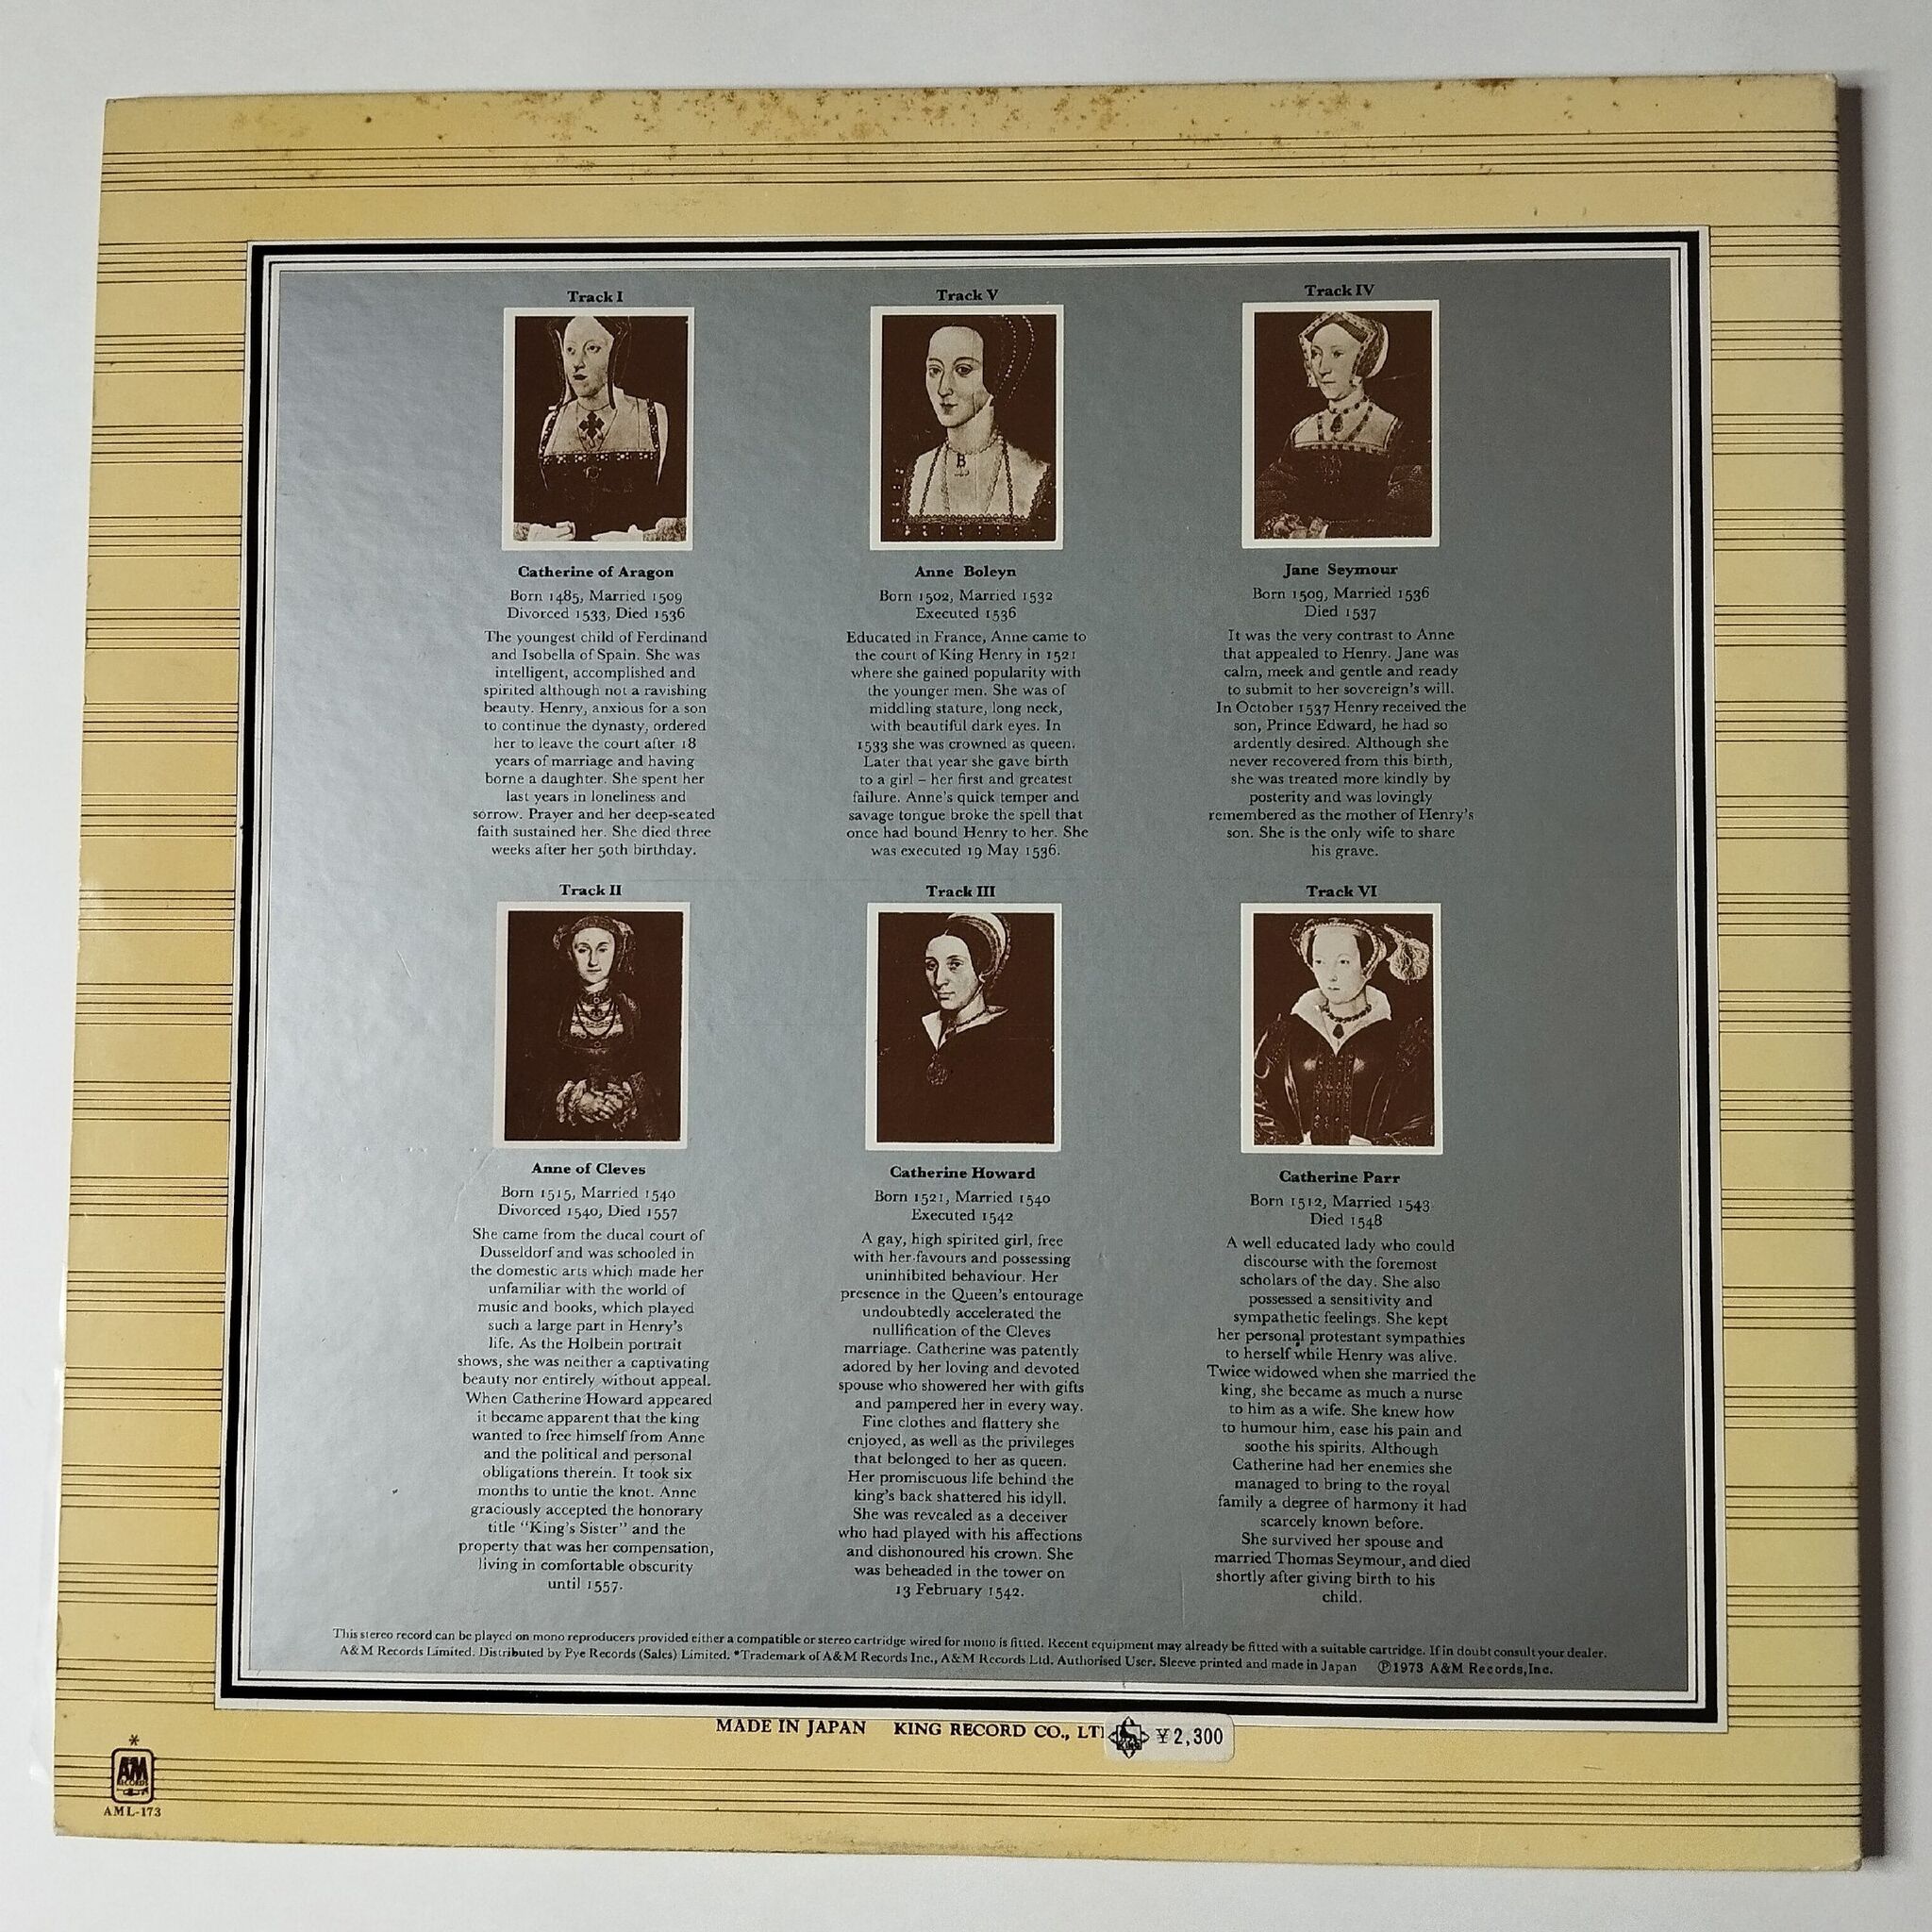 Track I
Catherine of Aragon
Born 1485, Married 1509
Divorced 1533, Died 1536
The youngest child of Ferdinand
and Isobella of Spain. She was
intelligent, accomplished and
spirited although not a ravishing
beauty. Henry, anxious for a son
to continue the dynasty, ordered
her to leave the court after 18
years of marriage and having
borne a daughter. She spent her
last years in loneliness and
sorrow. Prayer and her deep-seated
faith sustained her. She died three
weeks after her 50th birthday.
Track V
B
Anne Boleyn
Born 1502, Married 1532
Executed 1536
Educated in France, Anne came to
the court of King Henry in 1521
where she gained popularity with
the younger men. She was of
middling stature, long neck,
with beautiful dark eyes. In
1533 she was crowned as queen.
Later that year she gave birth
to a girl – her first and greatest
failure. Anne's quick temper and
savage tongue broke the spell that
once had bound Henry to her. She
was executed 19 May 1536.
Track IV
Jane Seymour
Born 1509, Married 1536
Died 1537
It was the very contrast to Anne
that appealed to Henry. Jane was
calm, meek and gentle and ready
to submit to her sovereign's will.
In October 1537 Henry received the
son, Prince Edward, he had so
ardently desired. Although she
never recovered from this birth,
she was treated more kindly by
posterity and was lovingly
remembered as the mother of Henry's
son. She is the only wife to share
his grave.
Track II
Anne of Cleves
Born 1515, Married 1540
Divorced 1540, Died 1557
She came from the ducal court of
Dusseldorf and was schooled in
the domestic arts which made her
unfamiliar with the world of
music and books, which played
such a large part in Henry's
life. As the Holbein portrait
shows, she was neither a captivating
beauty nor entirely without appeal.
When Catherine Howard appeared
it became apparent that the king
wanted to free himself from Anne
and the political and personal
obligations therein. It took six
months to untie the knot. Anne
graciously accepted the honorary
title "King's Sister" and the
property that was her compensation,
living in comfortable obscurity
until 1557.
Track III
Catherine Howard
Born 1521, Married 1540
Executed 1542
A gay, high spirited girl, free
with her favours and possessing
uninhibited behaviour. Her
presence in the Queen's entourage
undoubtedly accelerated the
nullification of the Cleves
marriage. Catherine was patently
adored by her loving and devoted
spouse who showered her with gifts
and pampered her in every way.
Fine clothes and flattery she
enjoyed, as well as the privileges
that belonged to her as queen.
Her promiscuous life behind the
king's back shattered his idyll.
She was revealed as a deceiver
who had played with his affections
and dishonoured his crown. She
was beheaded in the tower on
13 February 1542.
Track VI
Catherine Parr
Born 1512, Married 1543
Died 1548
A well educated lady who could
discourse with the foremost
scholars of the day. She also
possessed a sensitivity and
sympathetic feelings. She kept
her personal protestant sympathies
to herself while Henry was alive.
Twice widowed when she married the
king, she became as much a nurse
to him as a wife. She knew how
to humour him, ease his pain and
soothe his spirits. Although
Catherine had her enemies she
managed to bring to the royal
family a degree of harmony it had
scarcely known before.
She survived her spouse and
married Thomas Seymour, and died
shortly after giving birth to his
child.
This stereo record can be played on mono reproducers provided either a compatible or stereo cartridge wired for mono is fitted. Recent equipment may already be fitted with a suitable cartridge. If in doubt consult your dealer.
A&M Records Limited. Distributed by Pye Records (Sales) Limited. *Trademark of A&M Records Inc., A&M Records Ltd. Authorised User. Sleeve printed and made in Japan ℗1973 A&M Records, Inc.
MADE IN JAPAN KING RECORD CO., LT
KING ¥2,300
*
A&M
RECORDS
AML-173